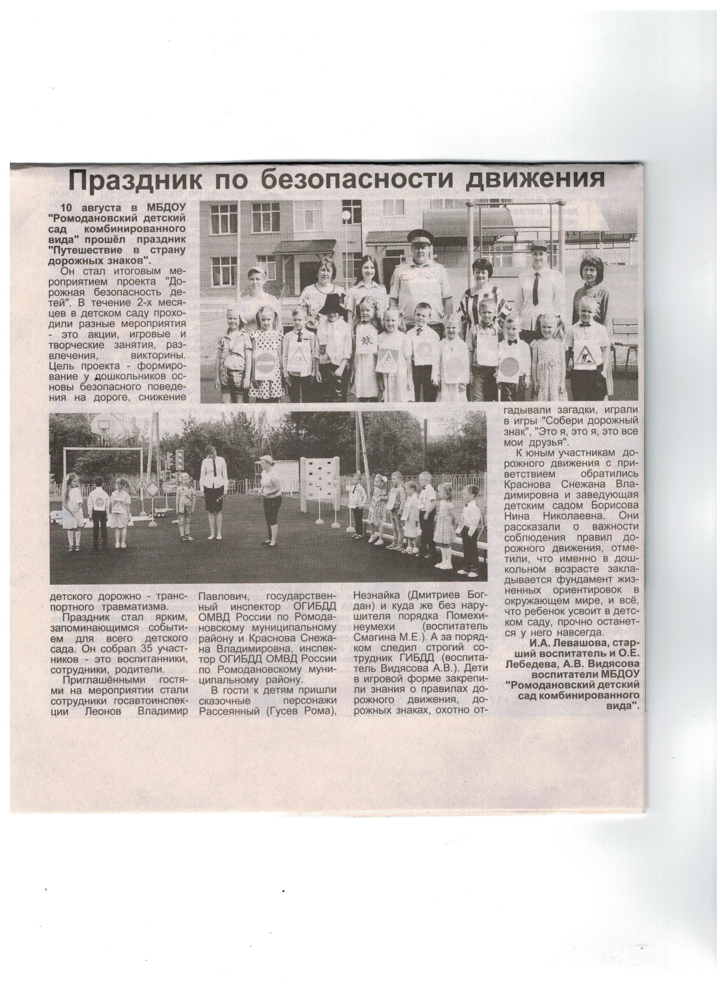 Праздник по безопасности движения
10 августа в МБДОУ
"Ромодановский детский
сад комбинированного
вида" прошёл праздник
"Путешествие в страну
дорожных знаков".
Он стал итоговым ме-
роприятием проекта "До-
рожная безопасность де-
тей". В течение 2-х меся-
цев в детском саду прохо-
дили разные мероприятия
- это акции, игровые и
творческие занятия, раз-
влечения, викторины.
Цель проекта - формиро-
вание у дошкольников ос-
новы безопасного поведе-
ния на дороге, снижение
детского дорожно - транс-
портного травматизма.
Праздник стал ярким,
запоминающимся событи-
ем для всего детского
сада. Он собрал 35 участ-
ников - это воспитанники,
сотрудники, родители.
Приглашёнными гостя-
ми на мероприятии стали
сотрудники госавтоинспек-
ции Леонов Владимир
Павлович, государствен-
ный инспектор ОГИБДД
ОМВД России по Ромода-
новскому муниципальному
району и Краснова Снежа-
на Владимировна, инспек-
тор ОГИБДД ОМВД России
по Ромодановскому муни-
ципальному району.
В гости к детям пришли
сказочные персонажи
Рассеянный (Гусев Рома),
Незнайка (Дмитриев Бог-
дан) и куда же без нару-
шителя порядка Помехи-
неумехи (воспитатель
Смагина М.Е.). А за поряд-
ком следил строгий со-
трудник ГИБДД (воспита-
тель Видясова А.В.). Дети
в игровой форме закрепи-
ли знания о правилах до-
рожного движения, до-
рожных знаках, охотно от-
гадывали загадки, играли
в игры "Собери дорожный
знак", "Это я, это я, это все
мои друзья".
К юным участникам до-
рожного движения с при-
ветствием обратились
Краснова Снежана Вла-
димировна и заведующая
детским садом Борисова
Нина Николаевна. Они
рассказали о важности
соблюдения правил до-
рожного движения, отме-
тили, что именно в дош-
кольном возрасте закла-
дывается фундамент жиз-
ненных ориентировок в
окружающем мире, и всё,
что ребенок усвоит в детс-
ком саду, прочно останет-
ся у него навсегда.
И.А. Левашова, стар-
ший воспитатель и О.Е.
Лебедева, А.В. Видясова
воспитатели МБДОУ
"Ромодановский детский
сад комбинированного
вида".